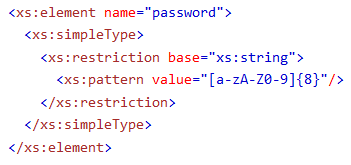 <xs:element name="password">
  <xs:simpleType>
    <xs:restriction base="xs:string">
      <xs:pattern value="[a-zA-Z0-9]{8}"/>
    </xs:restriction>
  </xs:simpleType>
</xs:element>